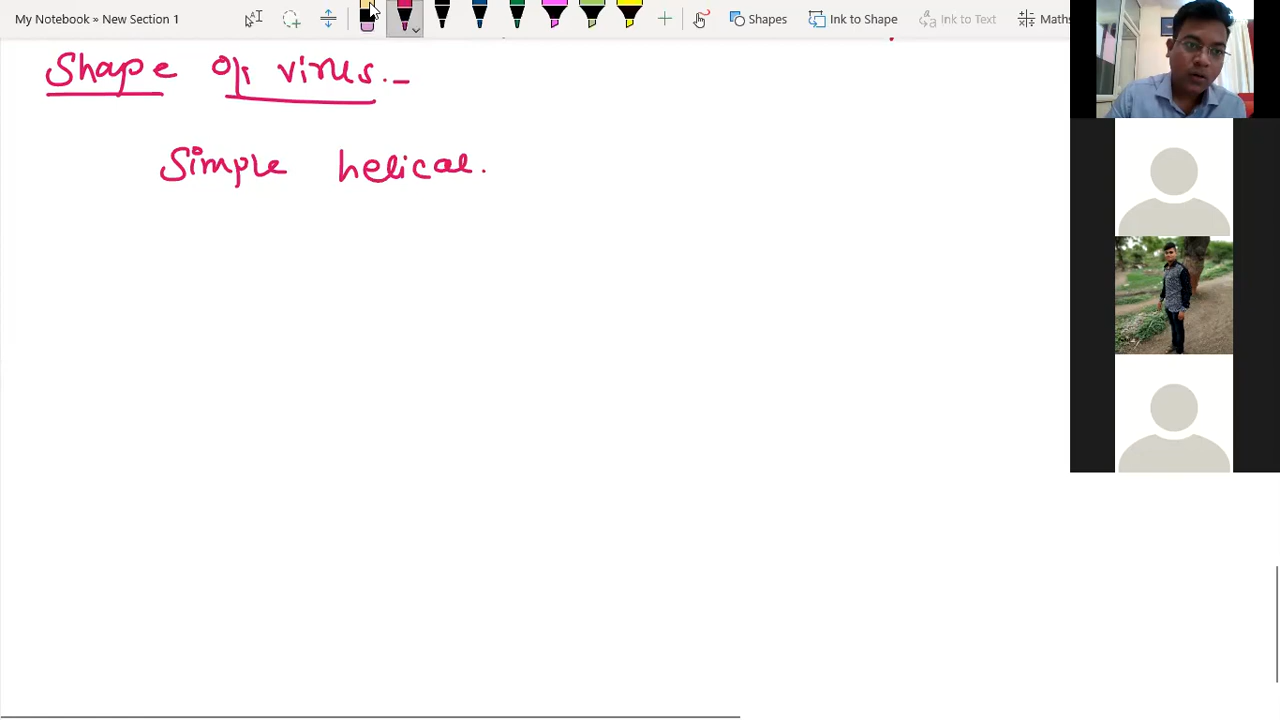 My Notebook » New Section 1
Shapes
Ink to Shape
Ink to Text
Maths
Shape of virus. _
Simple helical.